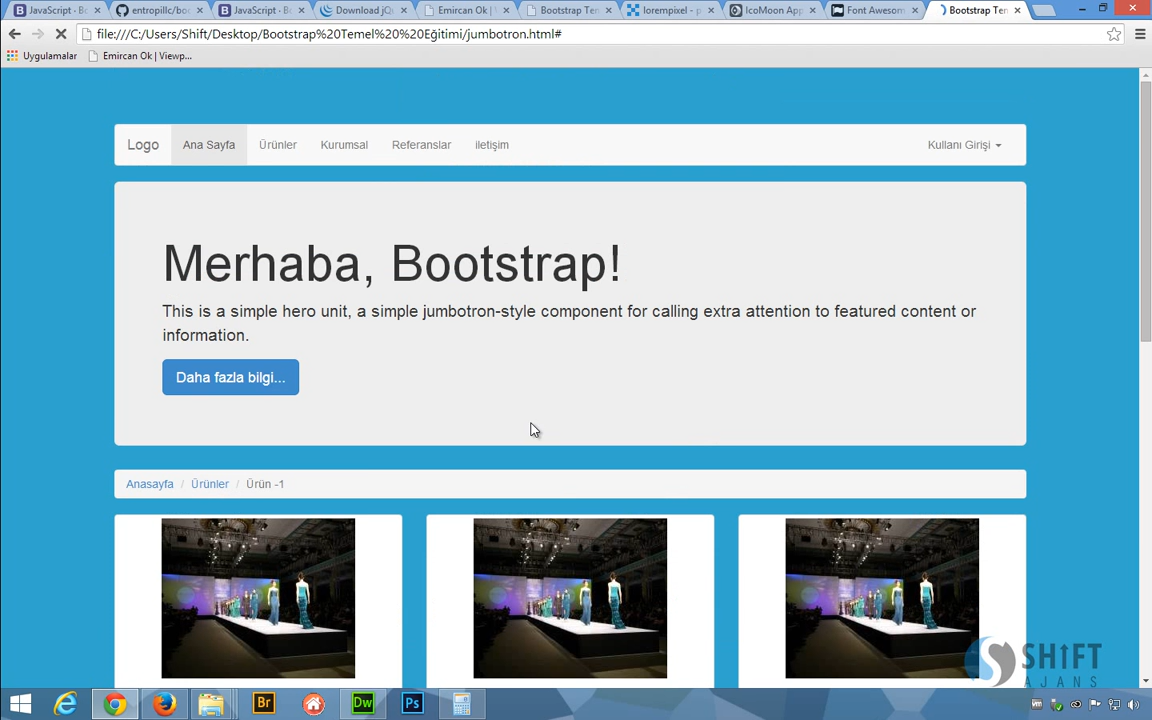 JavaScript · B
entropillc/boo
JavaScript · B
Download jQ
Emircan Ok | V
Bootstrap Ten
lorempixel - p
IcoMoon App
Font Awesom
Bootstrap Ten
file:///C:/Users/Shift/Desktop/Bootstrap%20Temel%20%20Eğitimi/jumbotron.html#
Uygulamalar
Emircan Ok | Viewp...
Logo
Ana Sayfa
Ürünler
Kurumsal
Referanslar
iletişim
Kullanı Girişi
Merhaba, Bootstrap!
This is a simple hero unit, a simple jumbotron-style component for calling extra attention to featured content or
information.
Daha fazla bilgi...
Anasayfa / Ürünler / Ürün -1
SHIFT
AJANS
Br
Dw
Ps